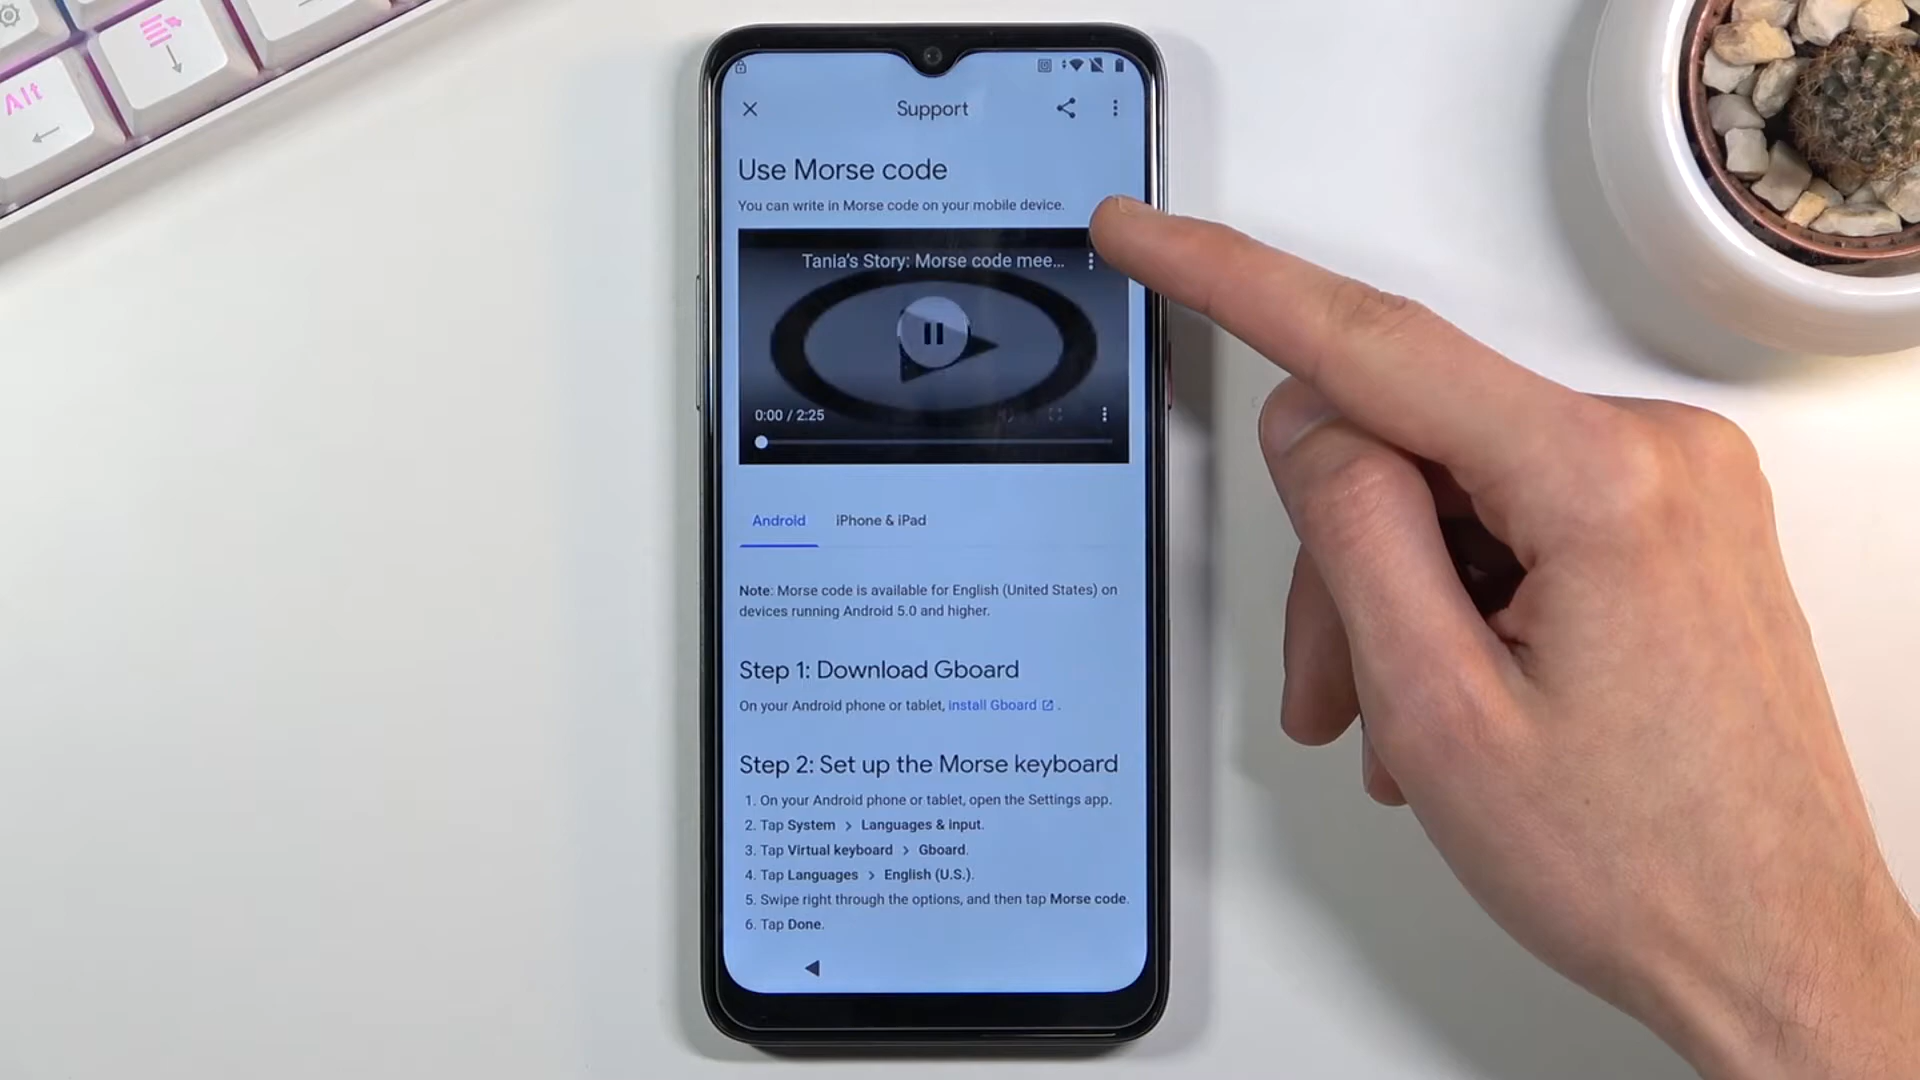 Alt
Support
Use Morse code
You can write in Morse code on your mobile device.
Tania's Story: Morse code mee...
0:00 / 2:25
Android
iPhone & iPad
Note: Morse code is available for English (United States) on
devices running Android 5.0 and higher.
Step 1: Download Gboard
On your Android phone or tablet, install Gboard .
Step 2: Set up the Morse keyboard
1. On your Android phone or tablet, open the Settings app.
2. Tap System > Languages & input.
3. Tap Virtual keyboard > Gboard.
4. Tap Languages > English (U.S.).
5. Swipe right through the options, and then tap Morse code.
6. Tap Done.